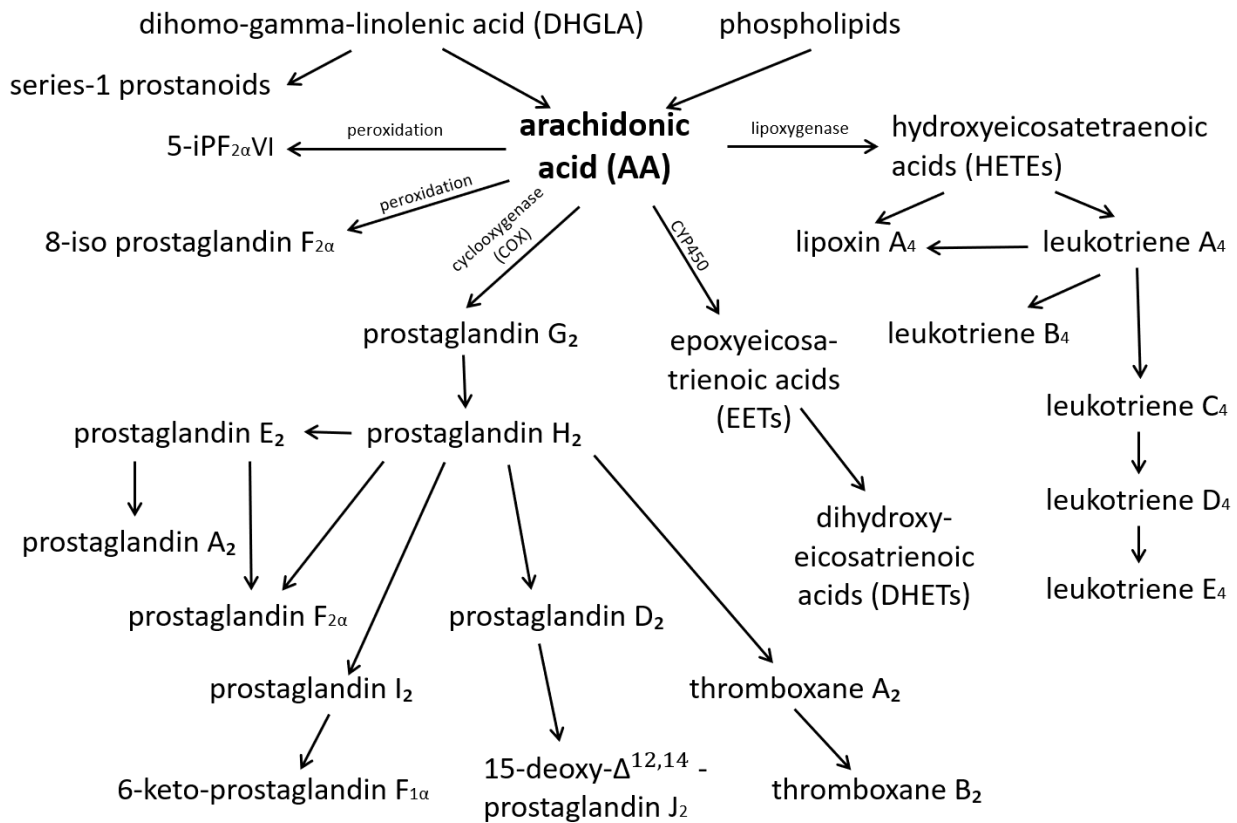 dihomo-gamma-linolenic acid (DHGLA)
phospholipids
series-1 prostanoids
arachidonic
acid (AA)
peroxidation
5-iPF₂αVI
lipoxygenase
hydroxyeicosatetraenoic
acids (HETEs)
peroxidation
8-iso prostaglandin F₂α
cyclooxygenase
(COX)
CYP450
lipoxin A₄
leukotriene A₄
prostaglandin G₂
epoxyeicosa-
trienoic acids
(EETs)
leukotriene B₄
leukotriene C₄
prostaglandin E₂
prostaglandin H₂
leukotriene D₄
prostaglandin A₂
dihydroxy-
eicosatrienoic
acids (DHETs)
leukotriene E₄
prostaglandin F₂α
prostaglandin D₂
prostaglandin I₂
thromboxane A₂
6-keto-prostaglandin F₁α
15-deoxy-Δ¹²,¹⁴ -
prostaglandin J₂
thromboxane B₂